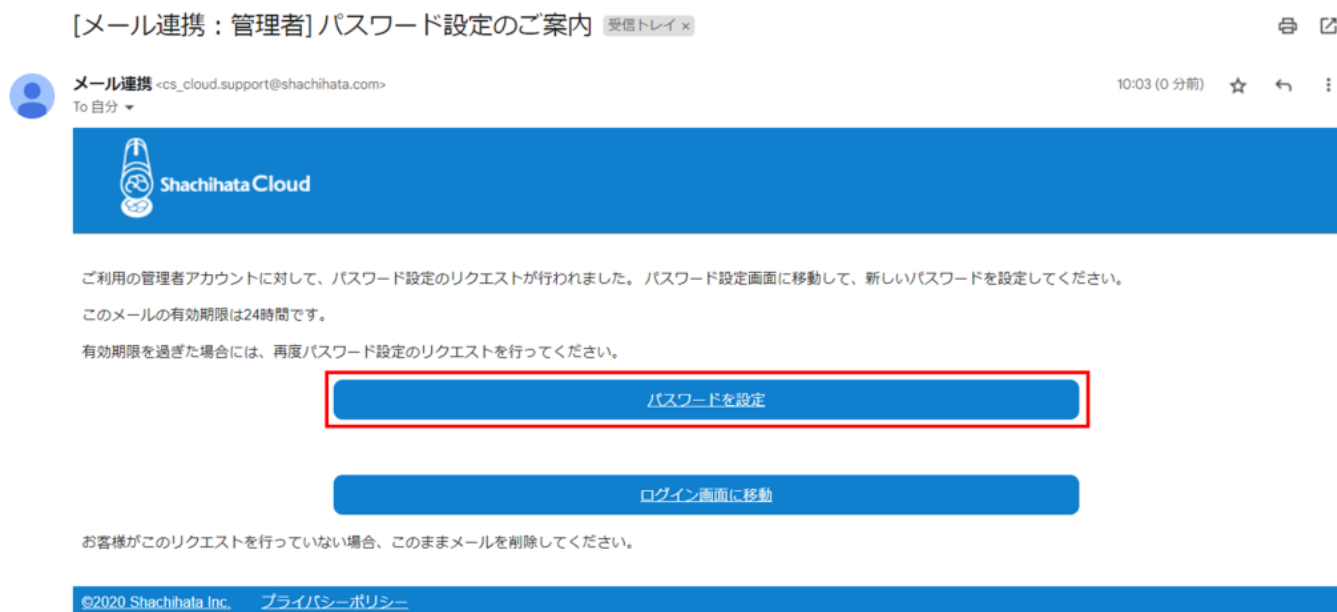 [メール連携：管理者] パスワード設定のご案内 受信トレイ ×
メール連携 <cs_cloud.support@shachihata.com>
10:03 (0 分前)
To 自分
Shachihata Cloud
ご利用の管理者アカウントに対して、パスワード設定のリクエストが行われました。 パスワード設定画面に移動して、新しいパスワードを設定してください。
このメールの有効期限は24時間です。
有効期限を過ぎた場合には、再度パスワード設定のリクエストを行ってください。
パスワードを設定
ログイン画面に移動
お客様がこのリクエストを行っていない場合、このままメールを削除してください。
©2020 Shachihata Inc. プライバシーポリシー